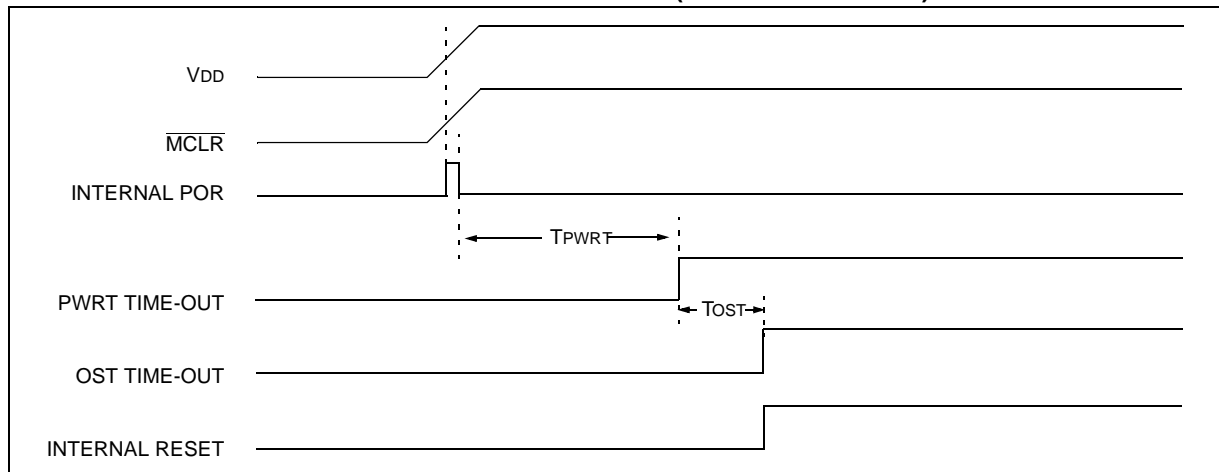 VDD
MCLR
INTERNAL POR
TPWRT
PWRT TIME-OUT
TOST
OST TIME-OUT
INTERNAL RESET